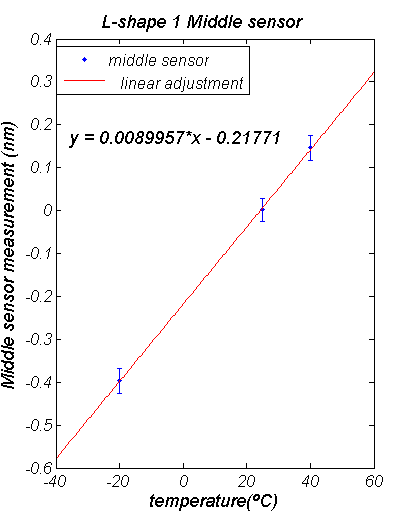 L-shape 1 Middle sensor
0.4
0.3
0.2
0.1
0
-0.1
-0.2
-0.3
-0.4
-0.5
-0.6
middle sensor
linear adjustment
y = 0.0089957*x - 0.21771
Middle sensor measurement (nm)
-40 -20 0 20 40 60
temperature(ºC)